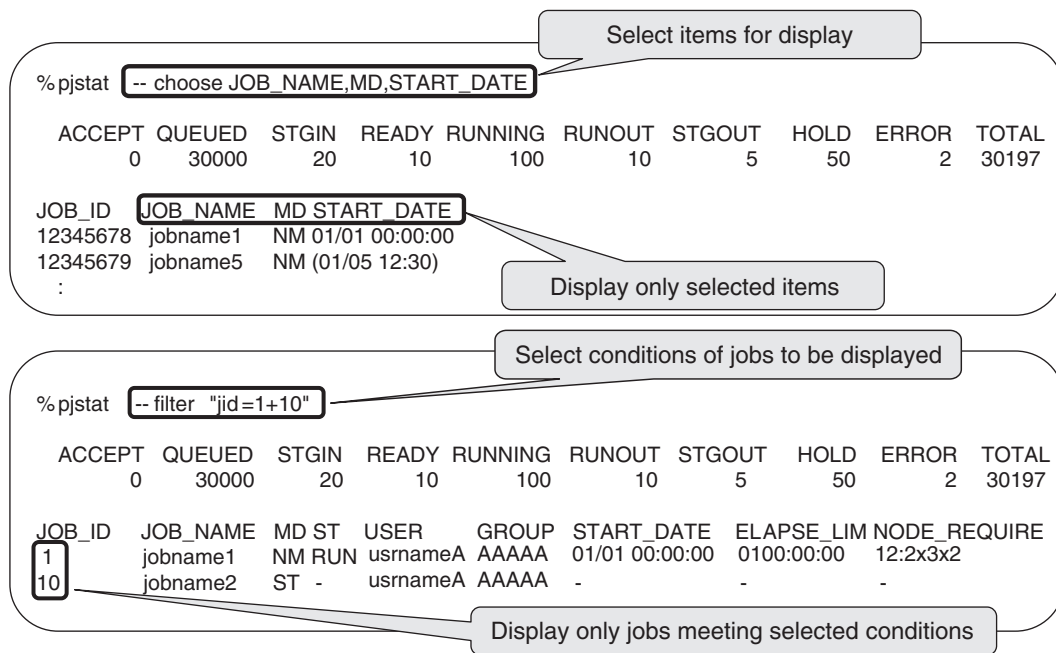 Select items for display
%pjstat -- choose JOB_NAME,MD,START_DATE
ACCEPT QUEUED STGIN READY RUNNING RUNOUT STGOUT HOLD ERROR TOTAL
0 30000 20 10 100 10 5 50 2 30197
JOB_ID JOB_NAME MD START_DATE
12345678 jobname1 NM 01/01 00:00:00
12345679 jobname5 NM (01/05 12:30)
:
Display only selected items
Select conditions of jobs to be displayed
%pjstat -- filter "jid=1+10"
ACCEPT QUEUED STGIN READY RUNNING RUNOUT STGOUT HOLD ERROR TOTAL
0 30000 20 10 100 10 5 50 2 30197
JOB_ID JOB_NAME MD ST USER GROUP START_DATE ELAPSE_LIM NODE_REQUIRE
1 jobname1 NM RUN usrnameA AAAAA 01/01 00:00:00 0100:00:00 12:2x3x2
10 jobname2 ST - usrnameA AAAAA - - -
Display only jobs meeting selected conditions